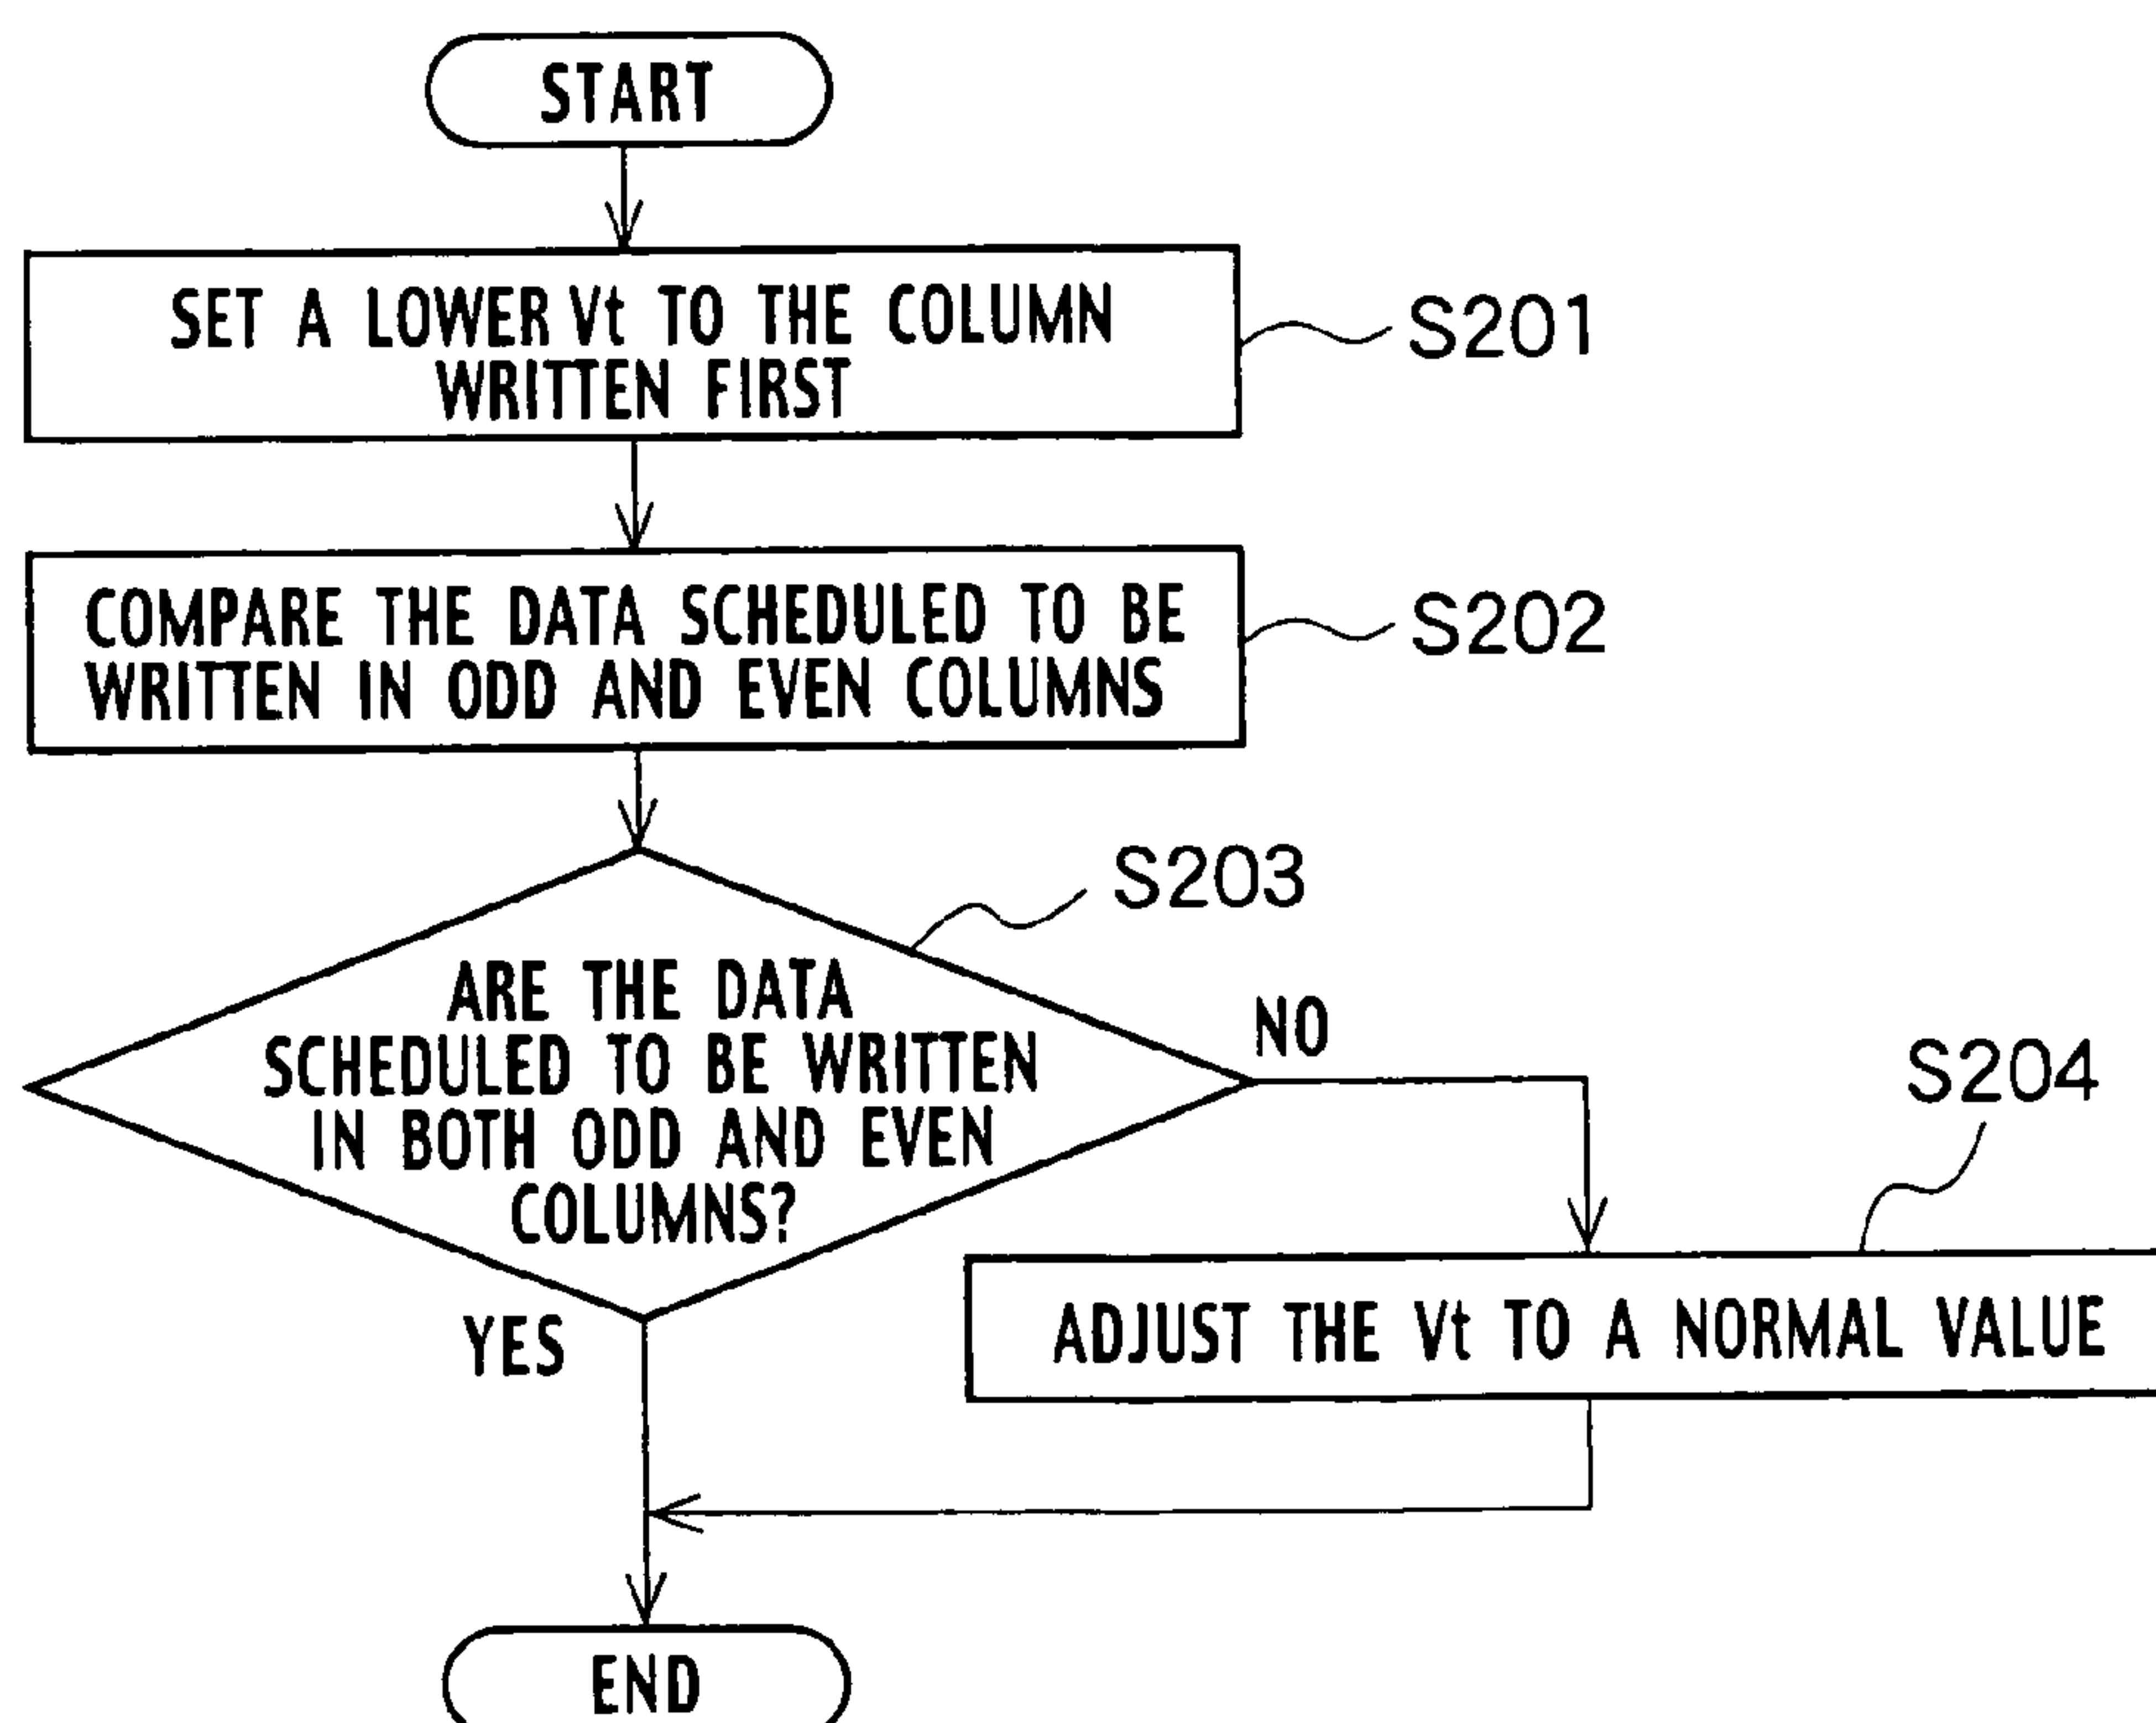 START
SET A LOWER Vt TO THE COLUMN
WRITTEN FIRST
S201
COMPARE THE DATA SCHEDULED TO BE
WRITTEN IN ODD AND EVEN COLUMNS
S202
S203
ARE THE DATA
SCHEDULED TO BE WRITTEN
IN BOTH ODD AND EVEN
COLUMNS?
NO
S204
YES
ADJUST THE Vt TO A NORMAL VALUE
END